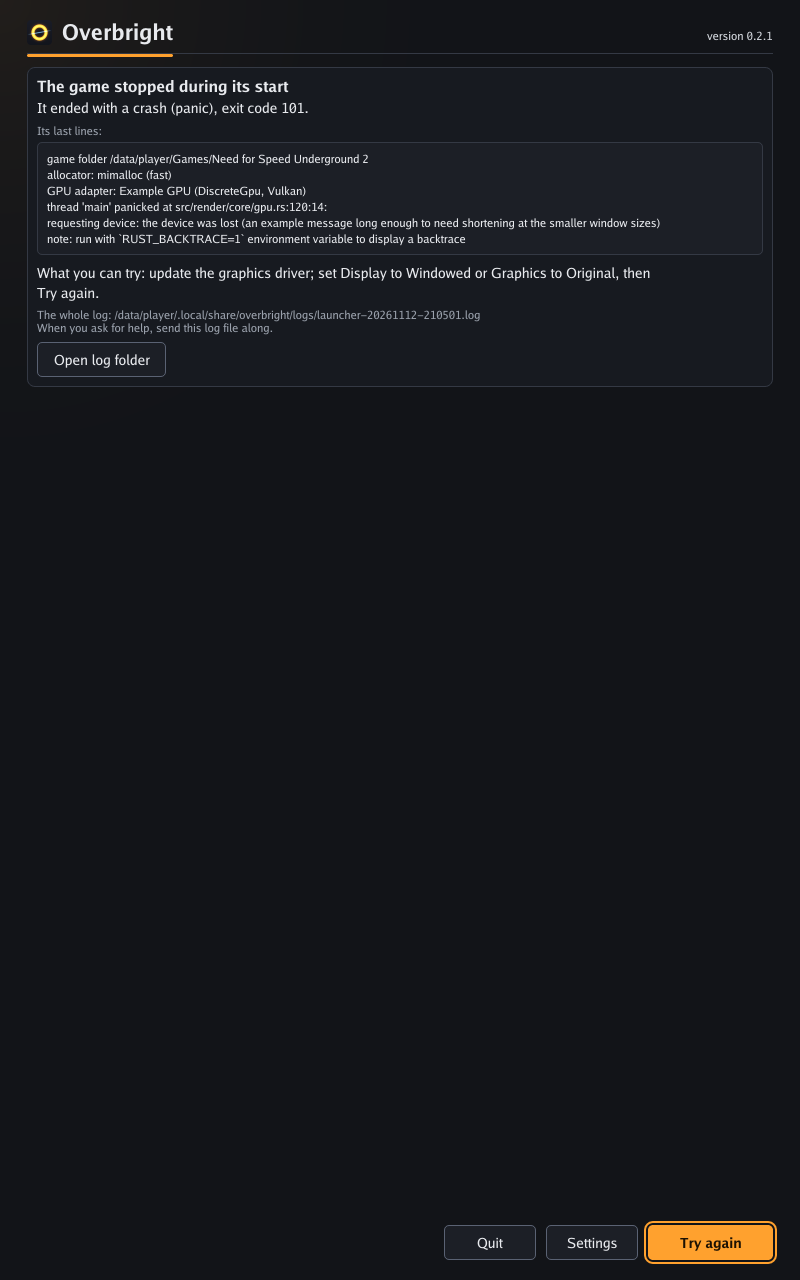 Overbright
version 0.2.1
The game stopped during its start
It ended with a crash (panic), exit code 101.
Its last lines:
game folder /data/player/Games/Need for Speed Underground 2
allocator: mimalloc (fast)
GPU adapter: Example GPU (DiscreteGpu, Vulkan)
thread 'main' panicked at src/render/core/gpu.rs:120:14:
requesting device: the device was lost (an example message long enough to need shortening at the smaller window sizes)
note: run with `RUST_BACKTRACE=1` environment variable to display a backtrace
What you can try: update the graphics driver; set Display to Windowed or Graphics to Original, then
Try again.
The whole log: /data/player/.local/share/overbright/logs/launcher-20261112-210501.log
When you ask for help, send this log file along.
Open log folder
Quit
Settings
Try again